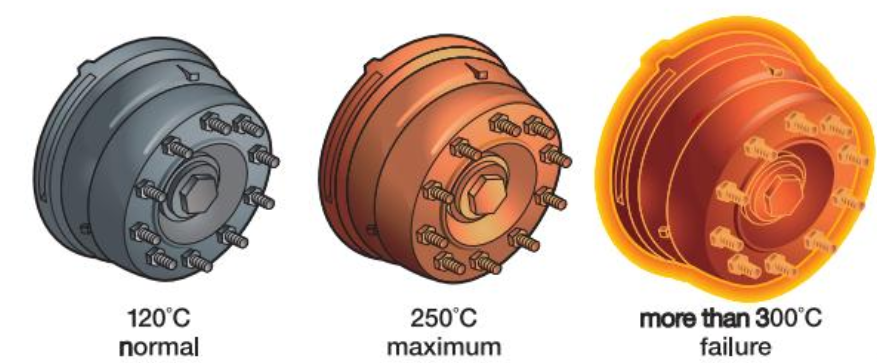 120°C
normal
250°C
maximum
more than 300°C
failure